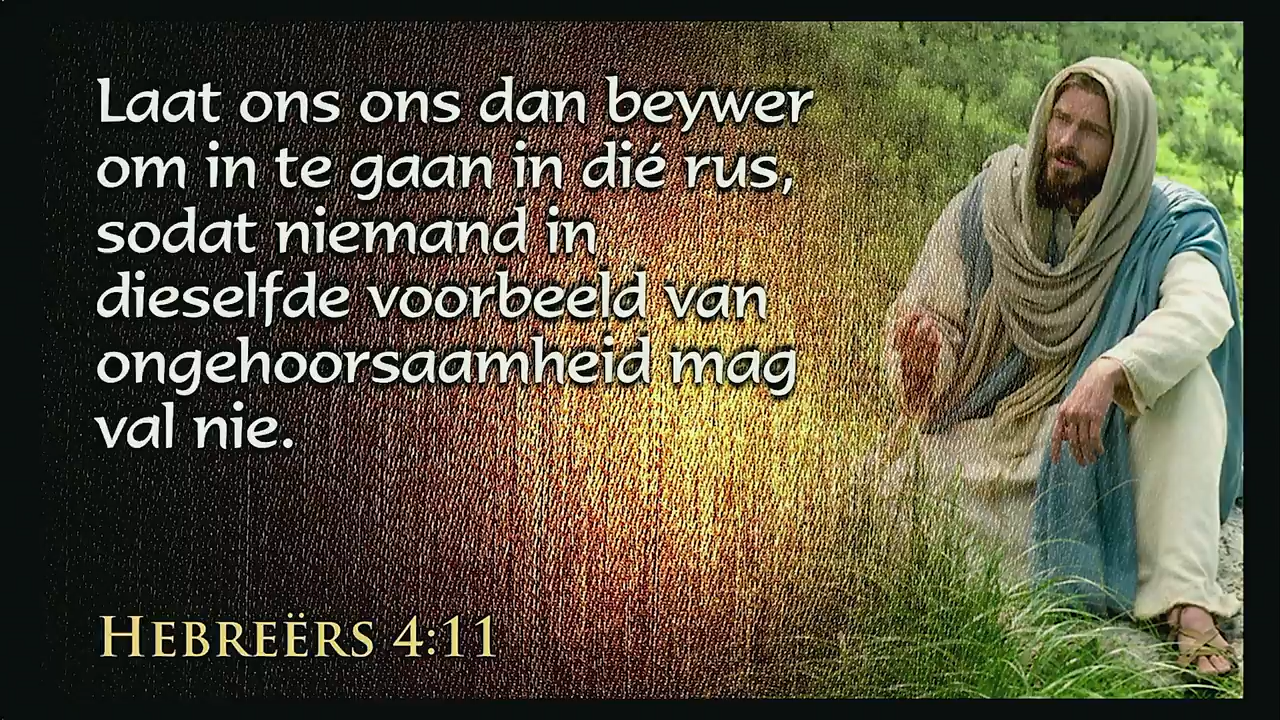 Laat ons ons dan beywer
om in te gaan in dié rus,
sodat niemand in
dieselfde voorbeeld van
ongehoorsaamheid mag
val nie.
Hebreërs 4:11